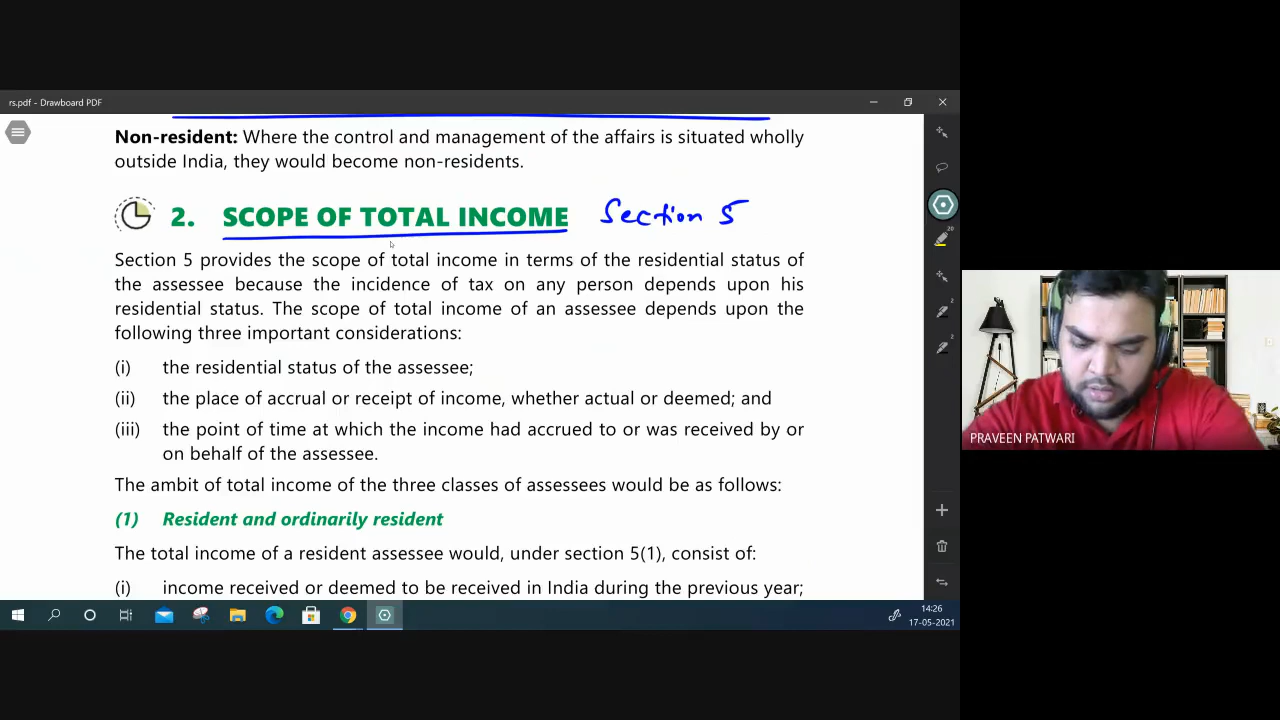 rs.pdf - Drawboard PDF
Non-resident: Where the control and management of the affairs is situated wholly
outside India, they would become non-residents.
2. SCOPE OF TOTAL INCOME Section 5
Section 5 provides the scope of total income in terms of the residential status of
the assessee because the incidence of tax on any person depends upon his
residential status. The scope of total income of an assessee depends upon the
following three important considerations:
(i) the residential status of the assessee;
(ii) the place of accrual or receipt of income, whether actual or deemed; and
(iii) the point of time at which the income had accrued to or was received by or
on behalf of the assessee.
The ambit of total income of the three classes of assessees would be as follows:
(1) Resident and ordinarily resident
The total income of a resident assessee would, under section 5(1), consist of:
(i) income received or deemed to be received in India during the previous year;
20
2
2
PRAVEEN PATWARI
14:26
17-05-2021